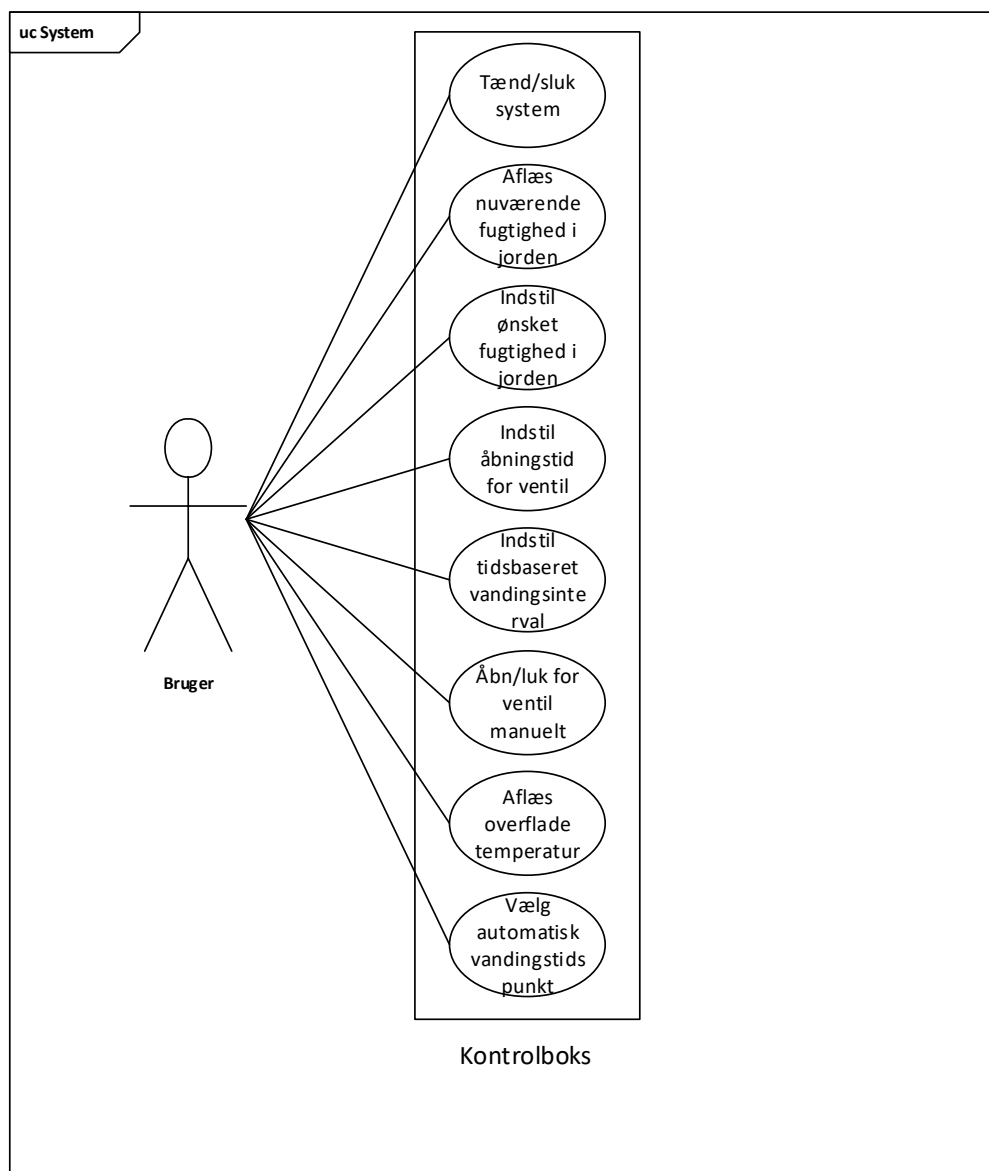 uc System
Tænd/sluk
system
Aflæs
nuværende
fugtighed i
jorden
Indstil
ønsket
fugtighed i
jorden
Indstil
åbningstid
for ventil
Indstil
tidsbaseret
vandingsinte
rval
Åbn/luk for
ventil
manuelt
Aflæs
overflade
temperatur
Vælg
automatisk
vandingstids
punkt
Bruger
Kontrolboks